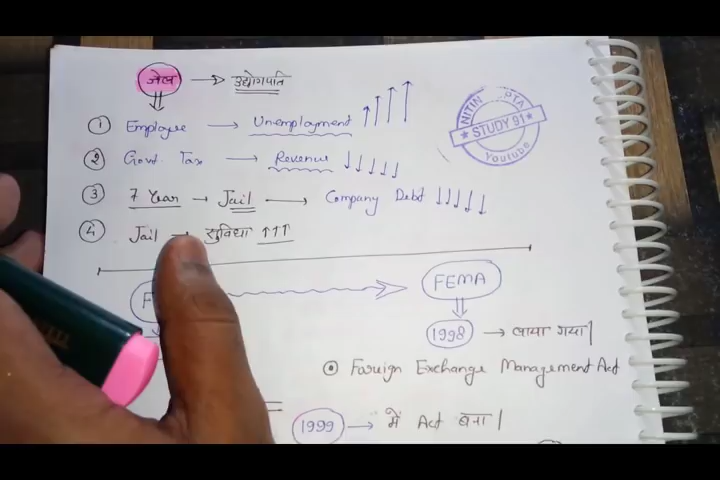 जेल → उद्योगपति
① Employee → Unemployment ↑↑↑↑
② Govt. Tax → Revenue ↓↓↓↓↓
③ 7 Year → Jail → Company Debt ↓↓↓↓↓
④ Jail → सुविधा ↑↑↑
NITIN GPTA
STUDY 91
Youtube
F → FEMA
1998 → लाया गया|
Foreign Exchange Management Act
1999 → में Act बना|